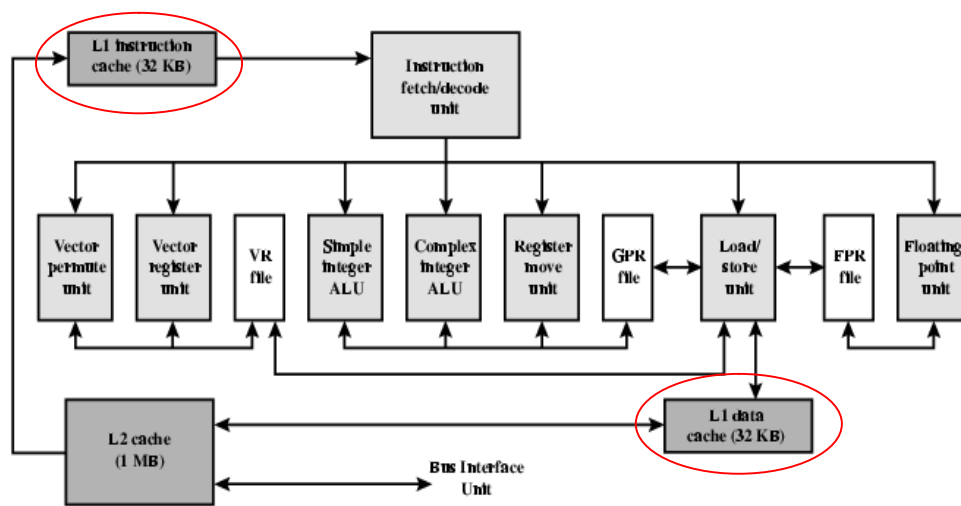 L1 instruction
cache (32 KB)
Instruction
fetch/decode
unit
Vector
permute
unit
Vector
register
unit
VR
file
Simple
integer
ALU
Complex
integer
ALU
Register
move
unit
GPR
file
Load/
store
unit
FPR
file
Floating
point
unit
L2 cache
(1 MB)
L1 data
cache (32 KB)
Bus Interface
Unit